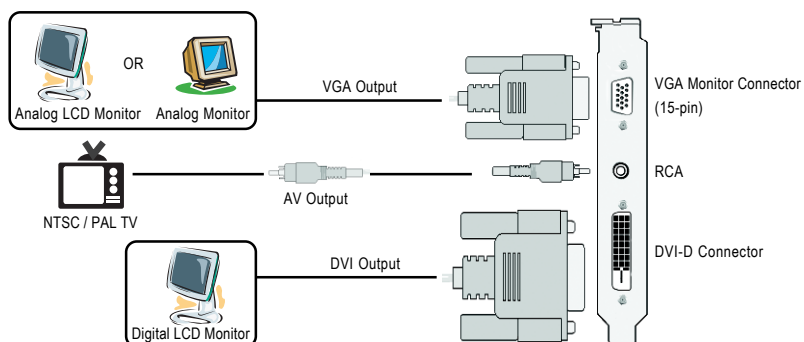 OR
Analog LCD Monitor
Analog Monitor
VGA Output
VGA Monitor Connector
(15-pin)
NTSC / PAL TV
AV Output
RCA
Digital LCD Monitor
DVI Output
DVI-D Connector